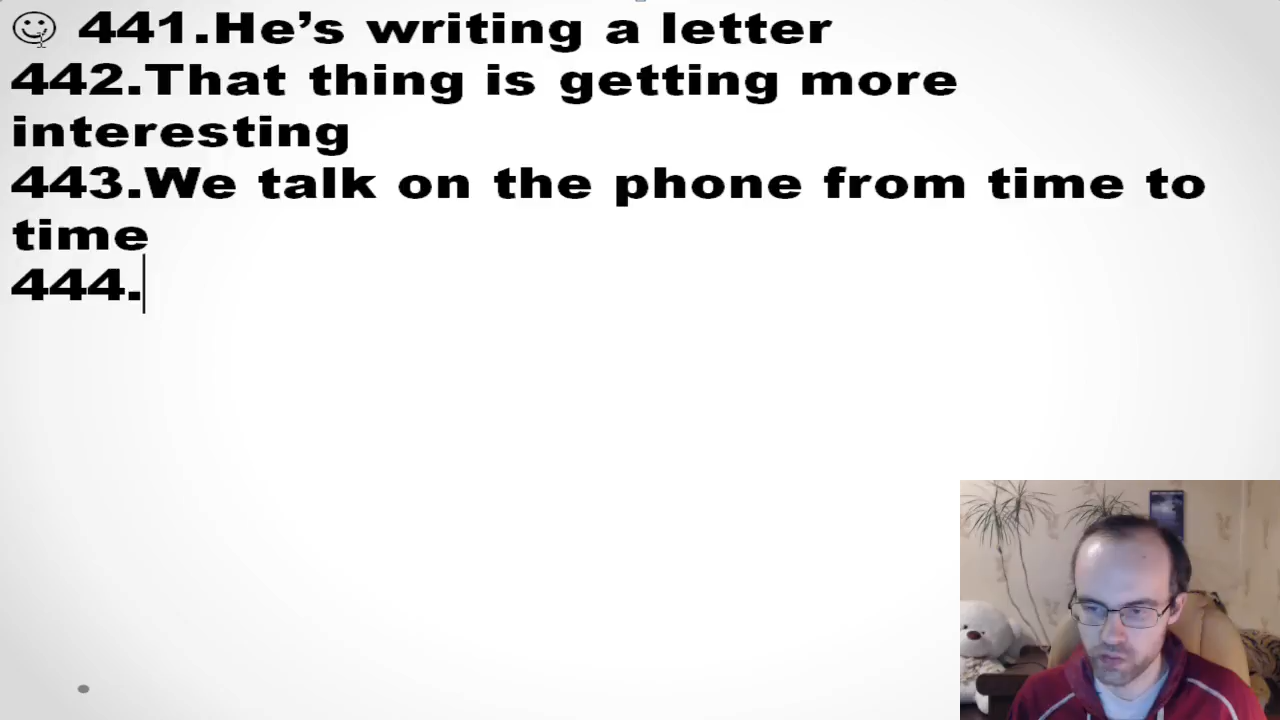 ☺ 441.He’s writing a letter
442.That thing is getting more
interesting
443.We talk on the phone from time to
time
444.